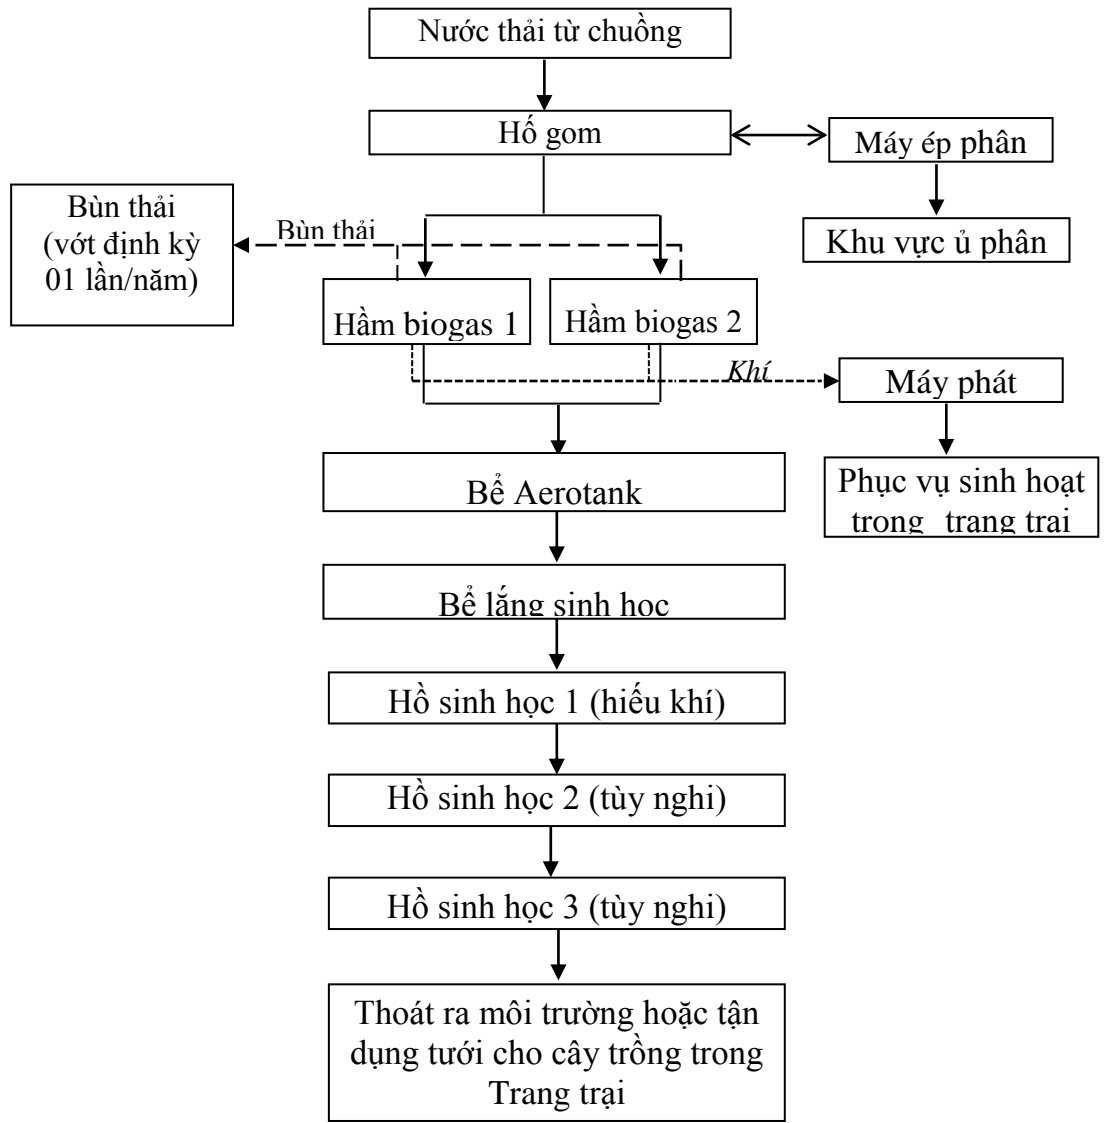 Nước thải từ chuồng
Hố gom
Máy ép phân
Bùn thải
(vớt định kỳ
01 lần/năm)
Bùn thải
Khu vực ủ phân
Hầm biogas 1
Hầm biogas 2
Khí
Máy phát
Bể Aerotank
Phục vụ sinh hoạt
trong trang trại
Bể lắng sinh học
Hồ sinh học 1 (hiếu khí)
Hồ sinh học 2 (tùy nghi)
Hồ sinh học 3 (tùy nghi)
Thoát ra môi trường hoặc tận
dụng tưới cho cây trồng trong
Trang trại